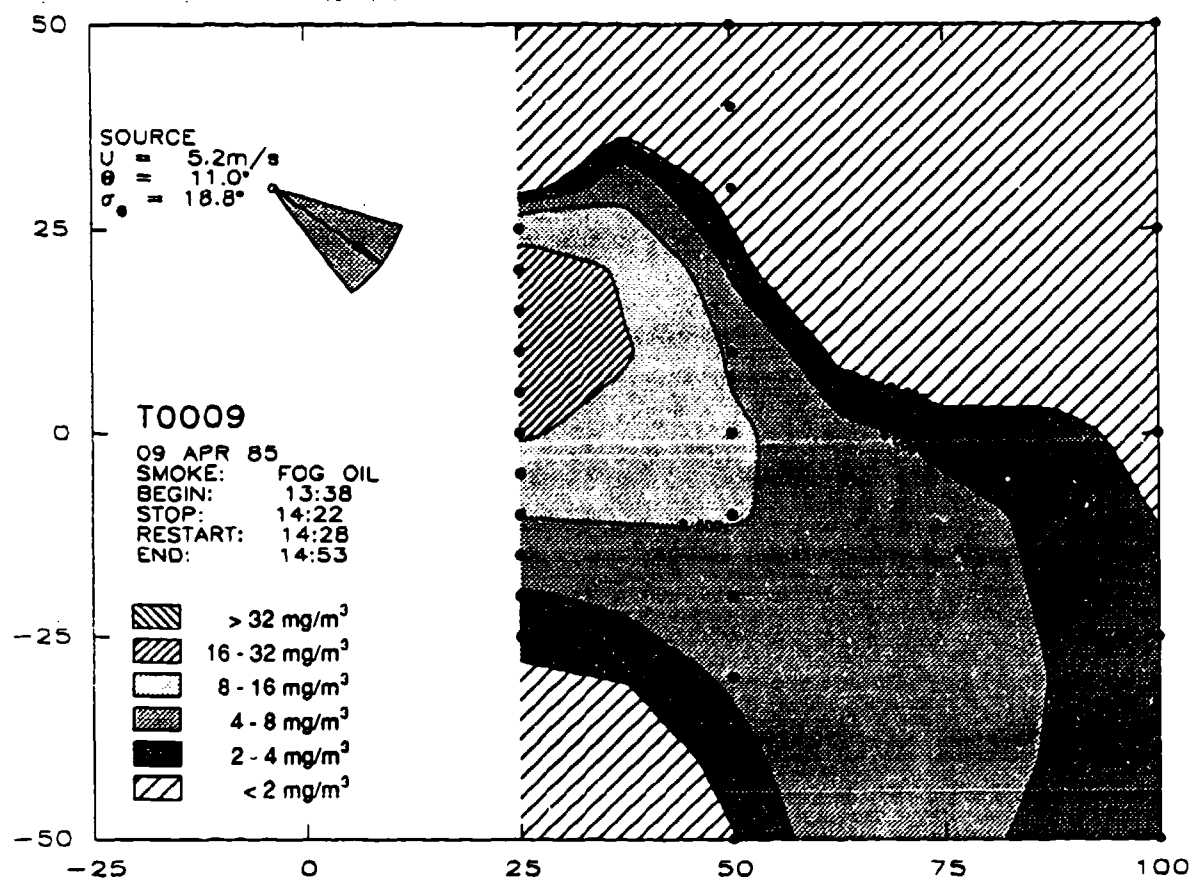 50
SOURCE
U = 5.2m/s
θ = 11.0°
σθ = 18.8°
25
T0009
0
09 APR 85
SMOKE: FOG OIL
BEGIN: 13:38
STOP: 14:22
RESTART: 14:28
END: 14:53
> 32 mg/m³
-25
16 - 32 mg/m³
8 - 16 mg/m³
4 - 8 mg/m³
2 - 4 mg/m³
< 2 mg/m³
-50
-25 0 25 50 75 100